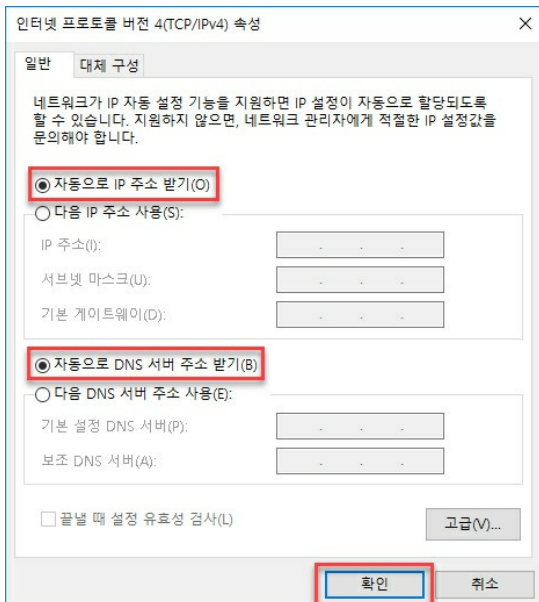 인터넷 프로토콜 버전 4(TCP/IPv4) 속성
일반
대체 구성
네트워크가 IP 자동 설정 기능을 지원하면 IP 설정이 자동으로 할당되도록
할 수 있습니다. 지원하지 않으면, 네트워크 관리자에게 적절한 IP 설정값을
문의해야 합니다.
자동으로 IP 주소 받기(O)
다음 IP 주소 사용(S):
IP 주소(I):
서브넷 마스크(U):
기본 게이트웨이(D):
자동으로 DNS 서버 주소 받기(B)
다음 DNS 서버 주소 사용(E):
기본 설정 DNS 서버(P):
보조 DNS 서버(A):
끝낼 때 설정 유효성 검사(L)
고급(V)...
확인
취소